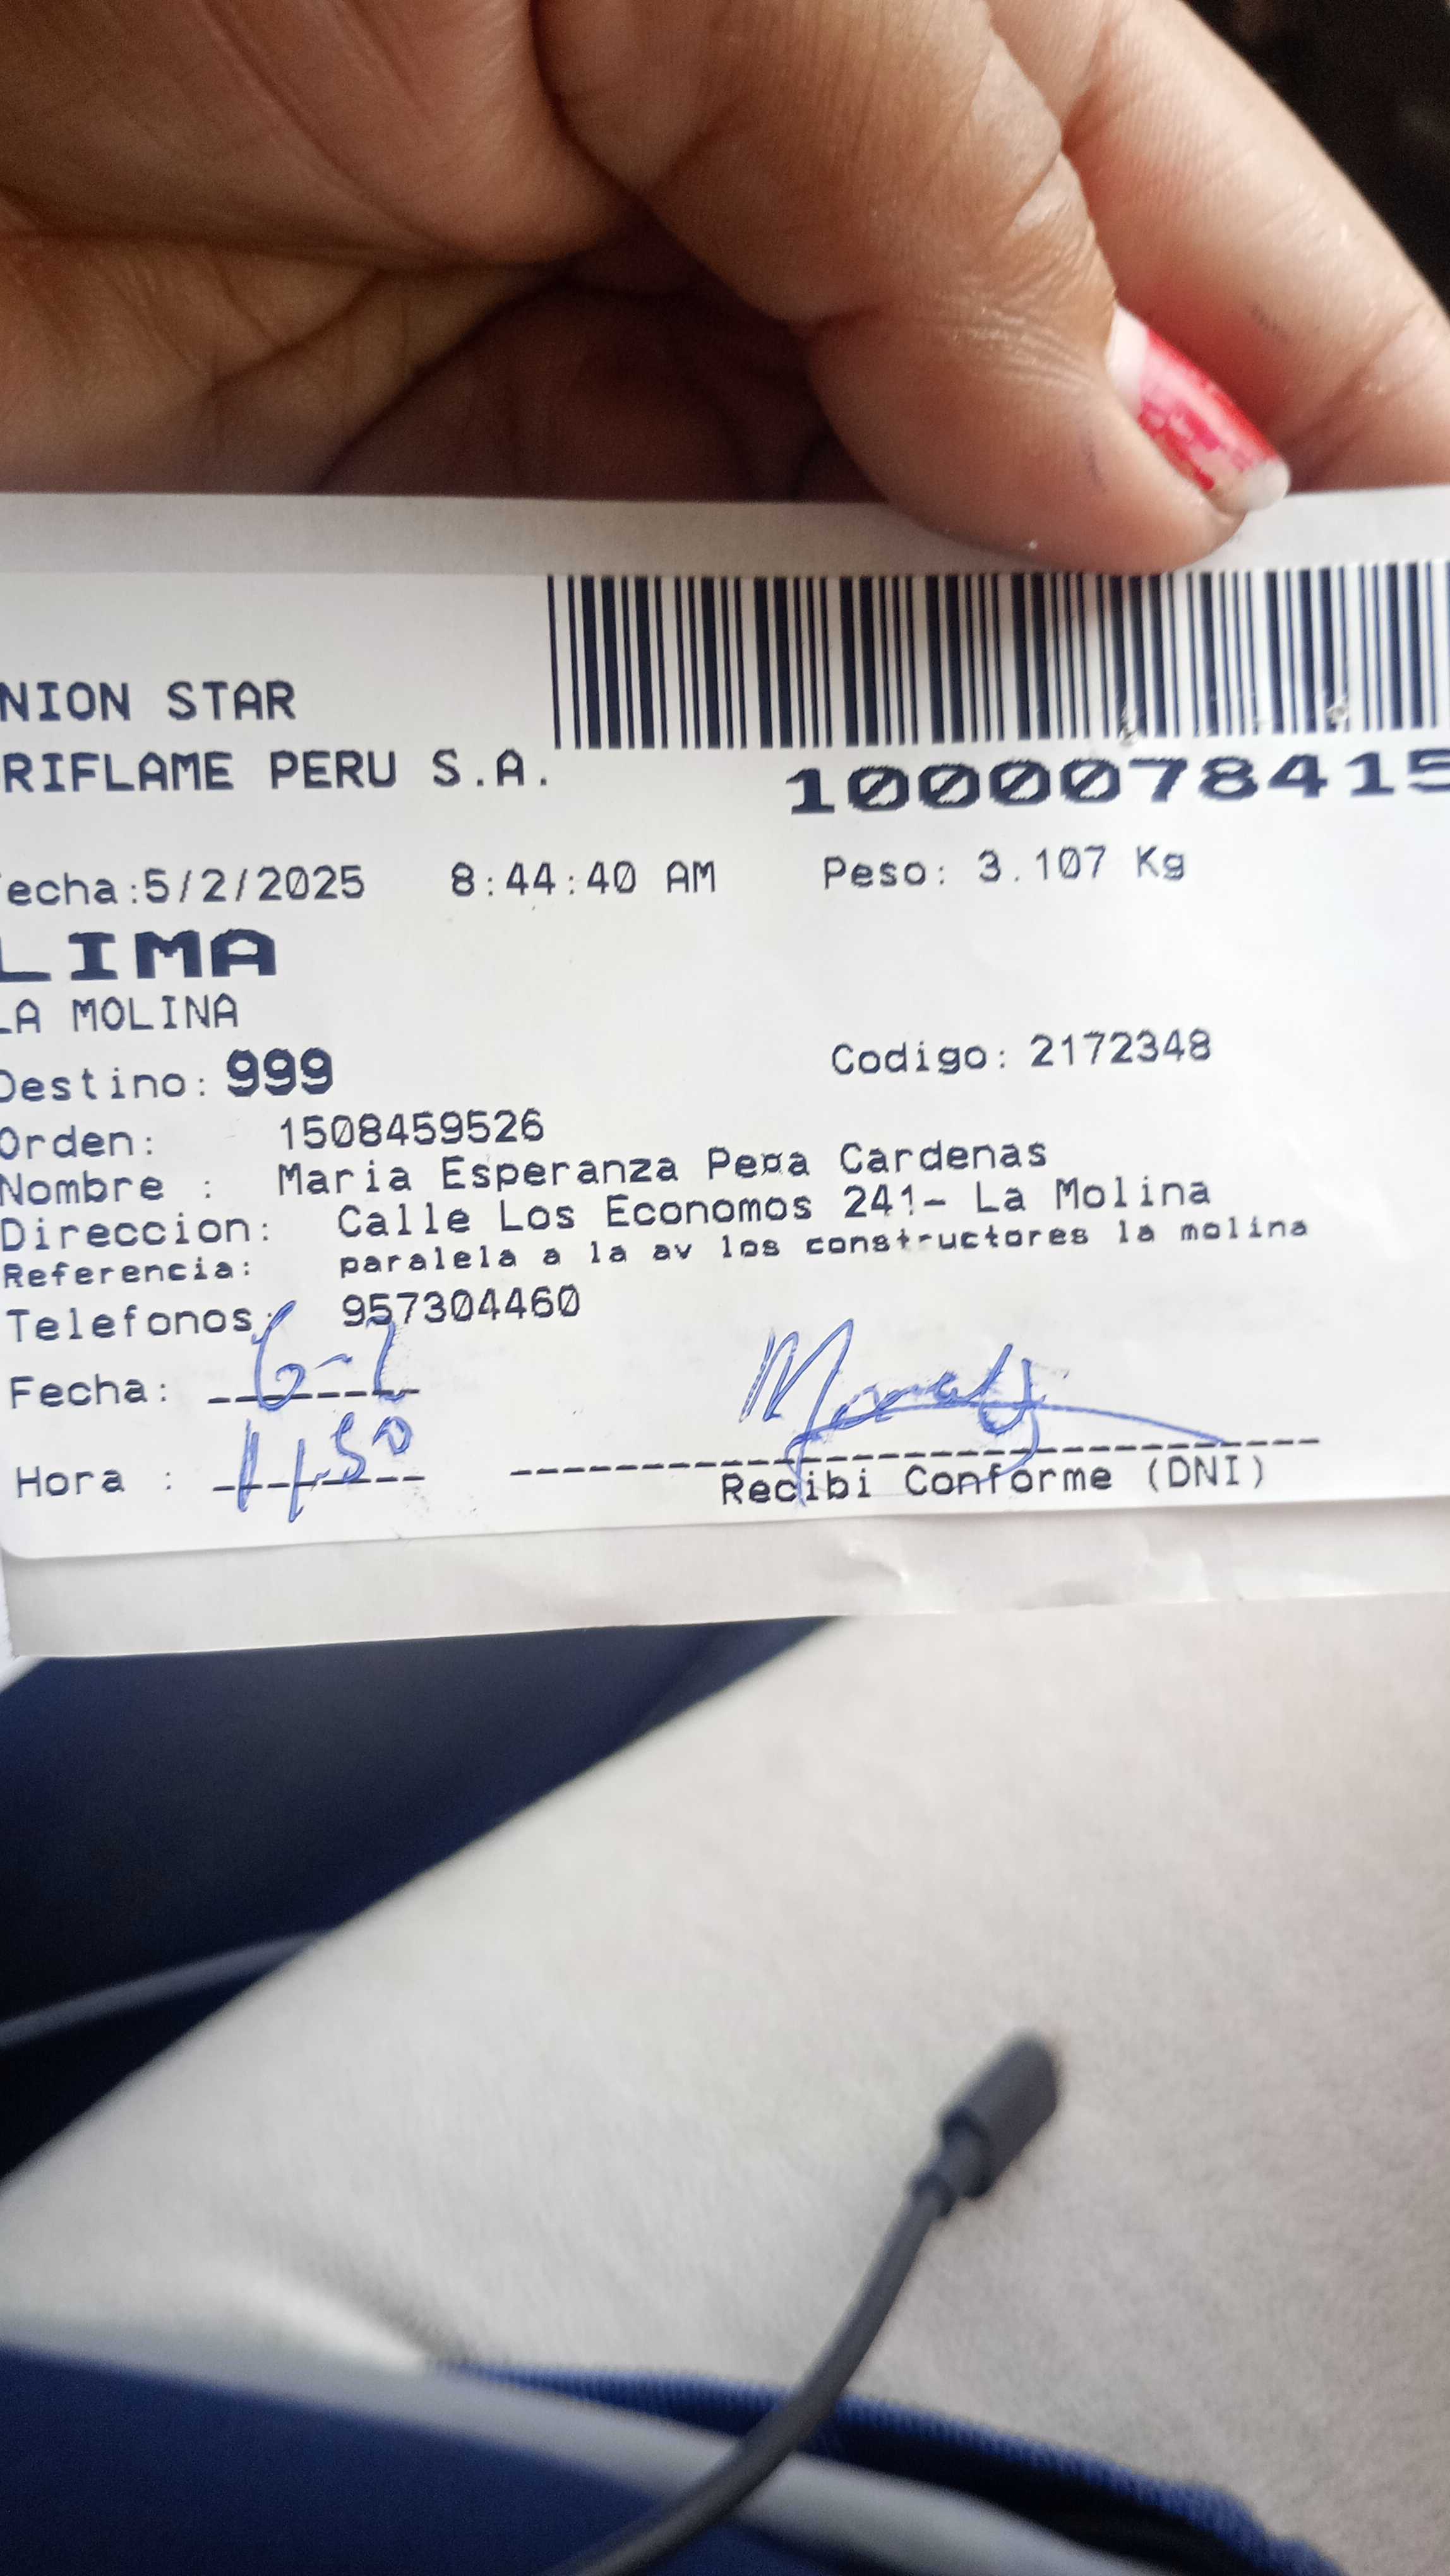 NION STAR
RIFLAME PERU S.A.
1000078415
echa:5/2/2025 8:44:40 AM Peso: 3.107 Kg
LIMA
LA MOLINA
Destino: 999 Codigo: 2172348
Orden: 1508459526
Nombre : Maria Esperanza Pe¤a Cardenas
Direccion: Calle Los Economos 241- La Molina
Referencia: paralela a la av los constructores la molina
Telefonos: 957304460
Fecha: 6-2
Hora : 11:50
Recibi Conforme (DNI)